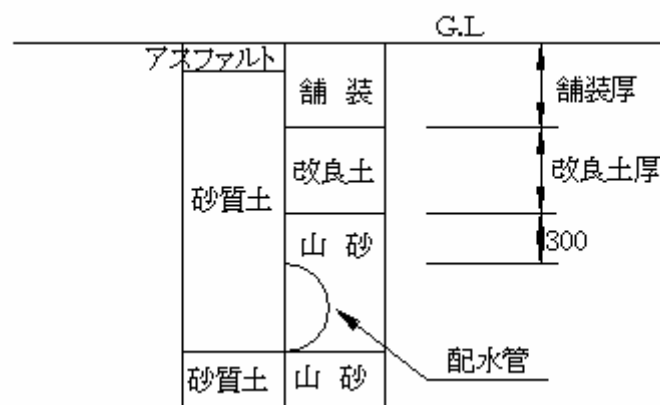 G.L
アスファルト
舗 装
舗装厚
改良土
改良土厚
砂質土
山 砂
300
配水管
砂質土
山 砂